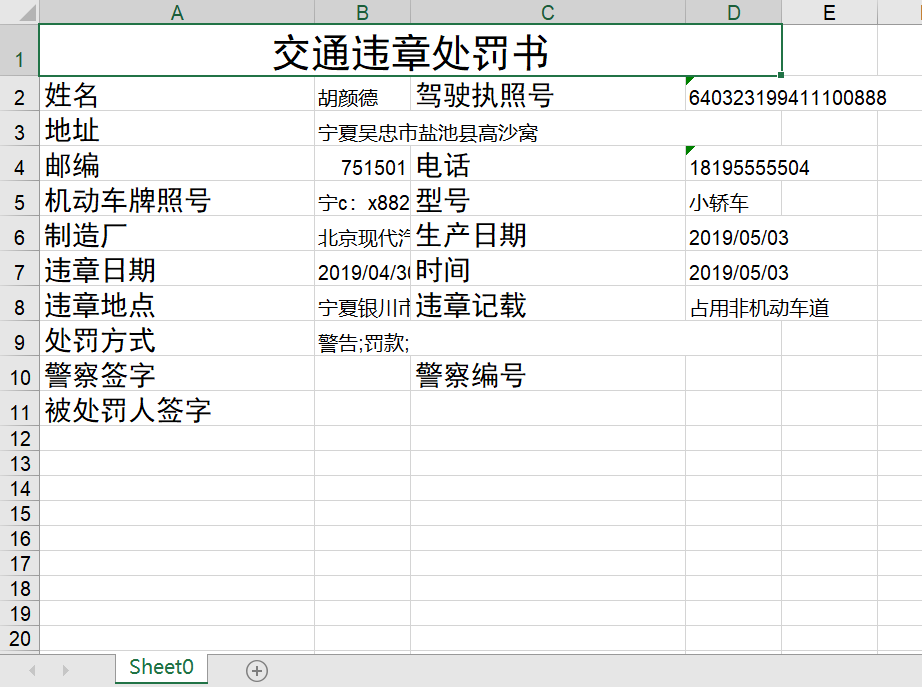 A B C D E
1 交通违章处罚书
2 姓名 胡颜德 驾驶执照号 640323199411100888
3 地址 宁夏吴忠市盐池县高沙窝
4 邮编 751501 电话 18195555504
5 机动车牌照号 宁c：x882 型号 小轿车
6 制造厂 北京现代汽 生产日期 2019/05/03
7 违章日期 2019/04/30 时间 2019/05/03
8 违章地点 宁夏银川市 违章记载 占用非机动车道
9 处罚方式 警告;罚款;
10 警察签字 警察编号
11 被处罚人签字
12
13
14
15
16
17
18
19
20
Sheet0